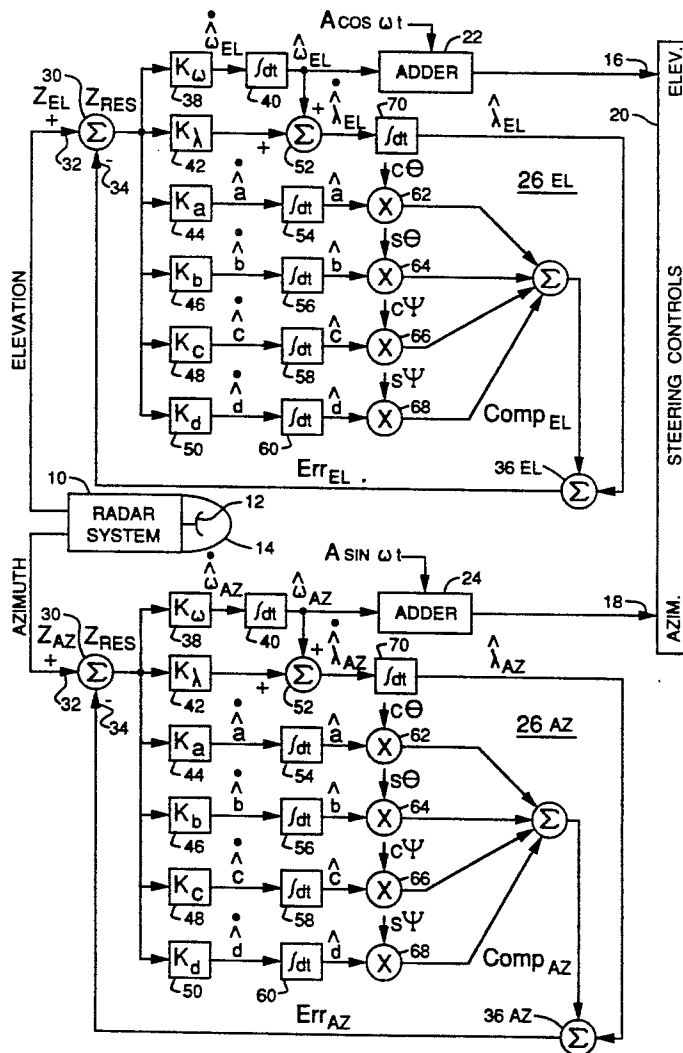 A COS ωt
ω̂̇EL
ω̂EL
22
30
ZEL
ZRES
+
32
-
34
Kω
38
∫dt
40
ADDER
16
ELEV.
20
70
λ̂̇EL
λ̂EL
Kλ
42
+
+
52
∫dt
26 EL
cΘ
Ka
44
â̇
∫dt
54
â
X
62
sΘ
Kb
46
b̂̇
∫dt
56
b̂
X
64
Σ
cΨ
Kc
48
ĉ̇
∫dt
58
ĉ
X
66
sΨ
Kd
50
d̂̇
∫dt
60
d̂
X
68
CompEL
ErrEL
36 EL
Σ
Σ
Σ
ELEVATION
STEERING CONTROLS
10
RADAR
SYSTEM
12
14
AZIMUTH
A SIN ωt
ω̂̇AZ
ω̂AZ
24
30
ZAZ
ZRES
+
32
-
34
Kω
38
∫dt
40
ADDER
18
AZIM.
70
λ̂̇AZ
λ̂AZ
Kλ
42
+
+
52
∫dt
26 AZ
cΘ
Ka
44
â̇
∫dt
54
â
X
62
sΘ
Kb
46
b̂̇
∫dt
56
b̂
X
64
Σ
cΨ
Kc
48
ĉ̇
∫dt
58
ĉ
X
66
sΨ
Kd
50
d̂̇
∫dt
60
d̂
X
68
CompAZ
ErrAZ
36 AZ
Σ
Σ
Σ